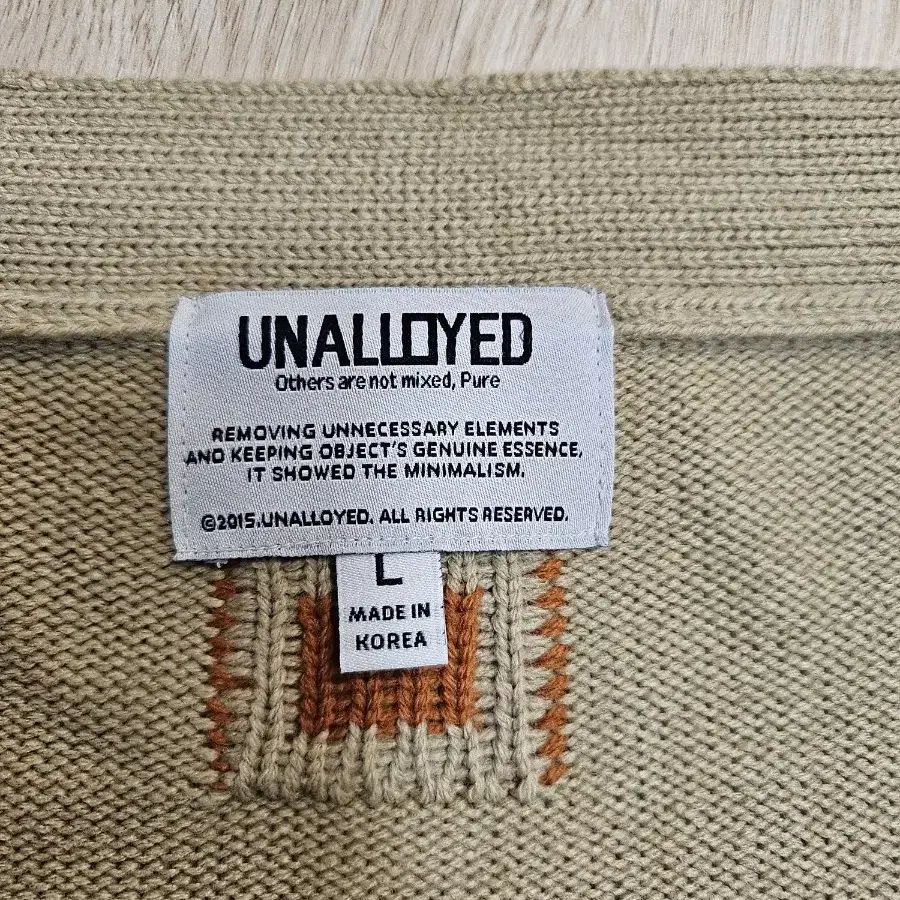 UNALLOYED
Others are not mixed, Pure
REMOVING UNNECESSARY ELEMENTS
AND KEEPING OBJECT'S GENUINE ESSENCE,
IT SHOWED THE MINIMALISM.
©2015.UNALLOYED. ALL RIGHTS RESERVED.
L
MADE IN
KOREA